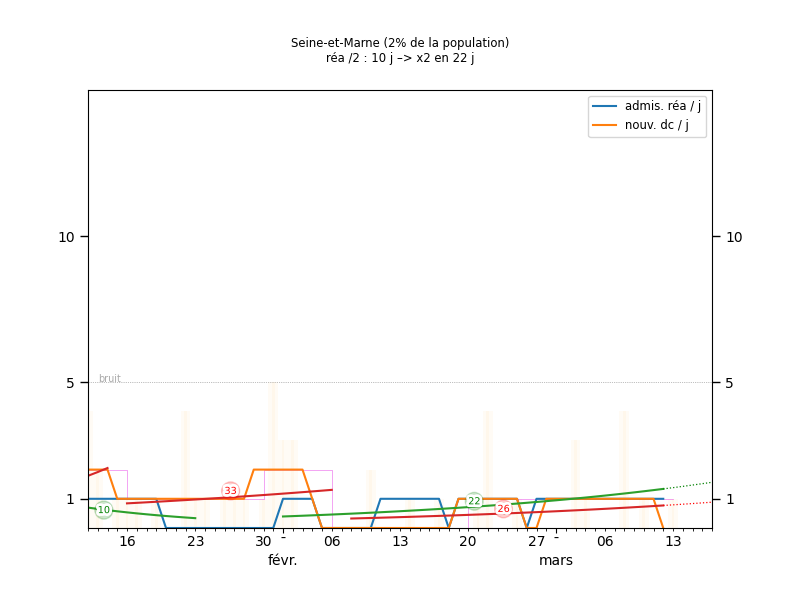 Seine-et-Marne (2% de la population)
réa /2 : 10 j –> x2 en 22 j
admis. réa / j
nouv. dc / j
10 10
bruit
5 5
33
22
10
26
1 1
16 23 30 - 06 13 20 27 - 06 13
févr. mars